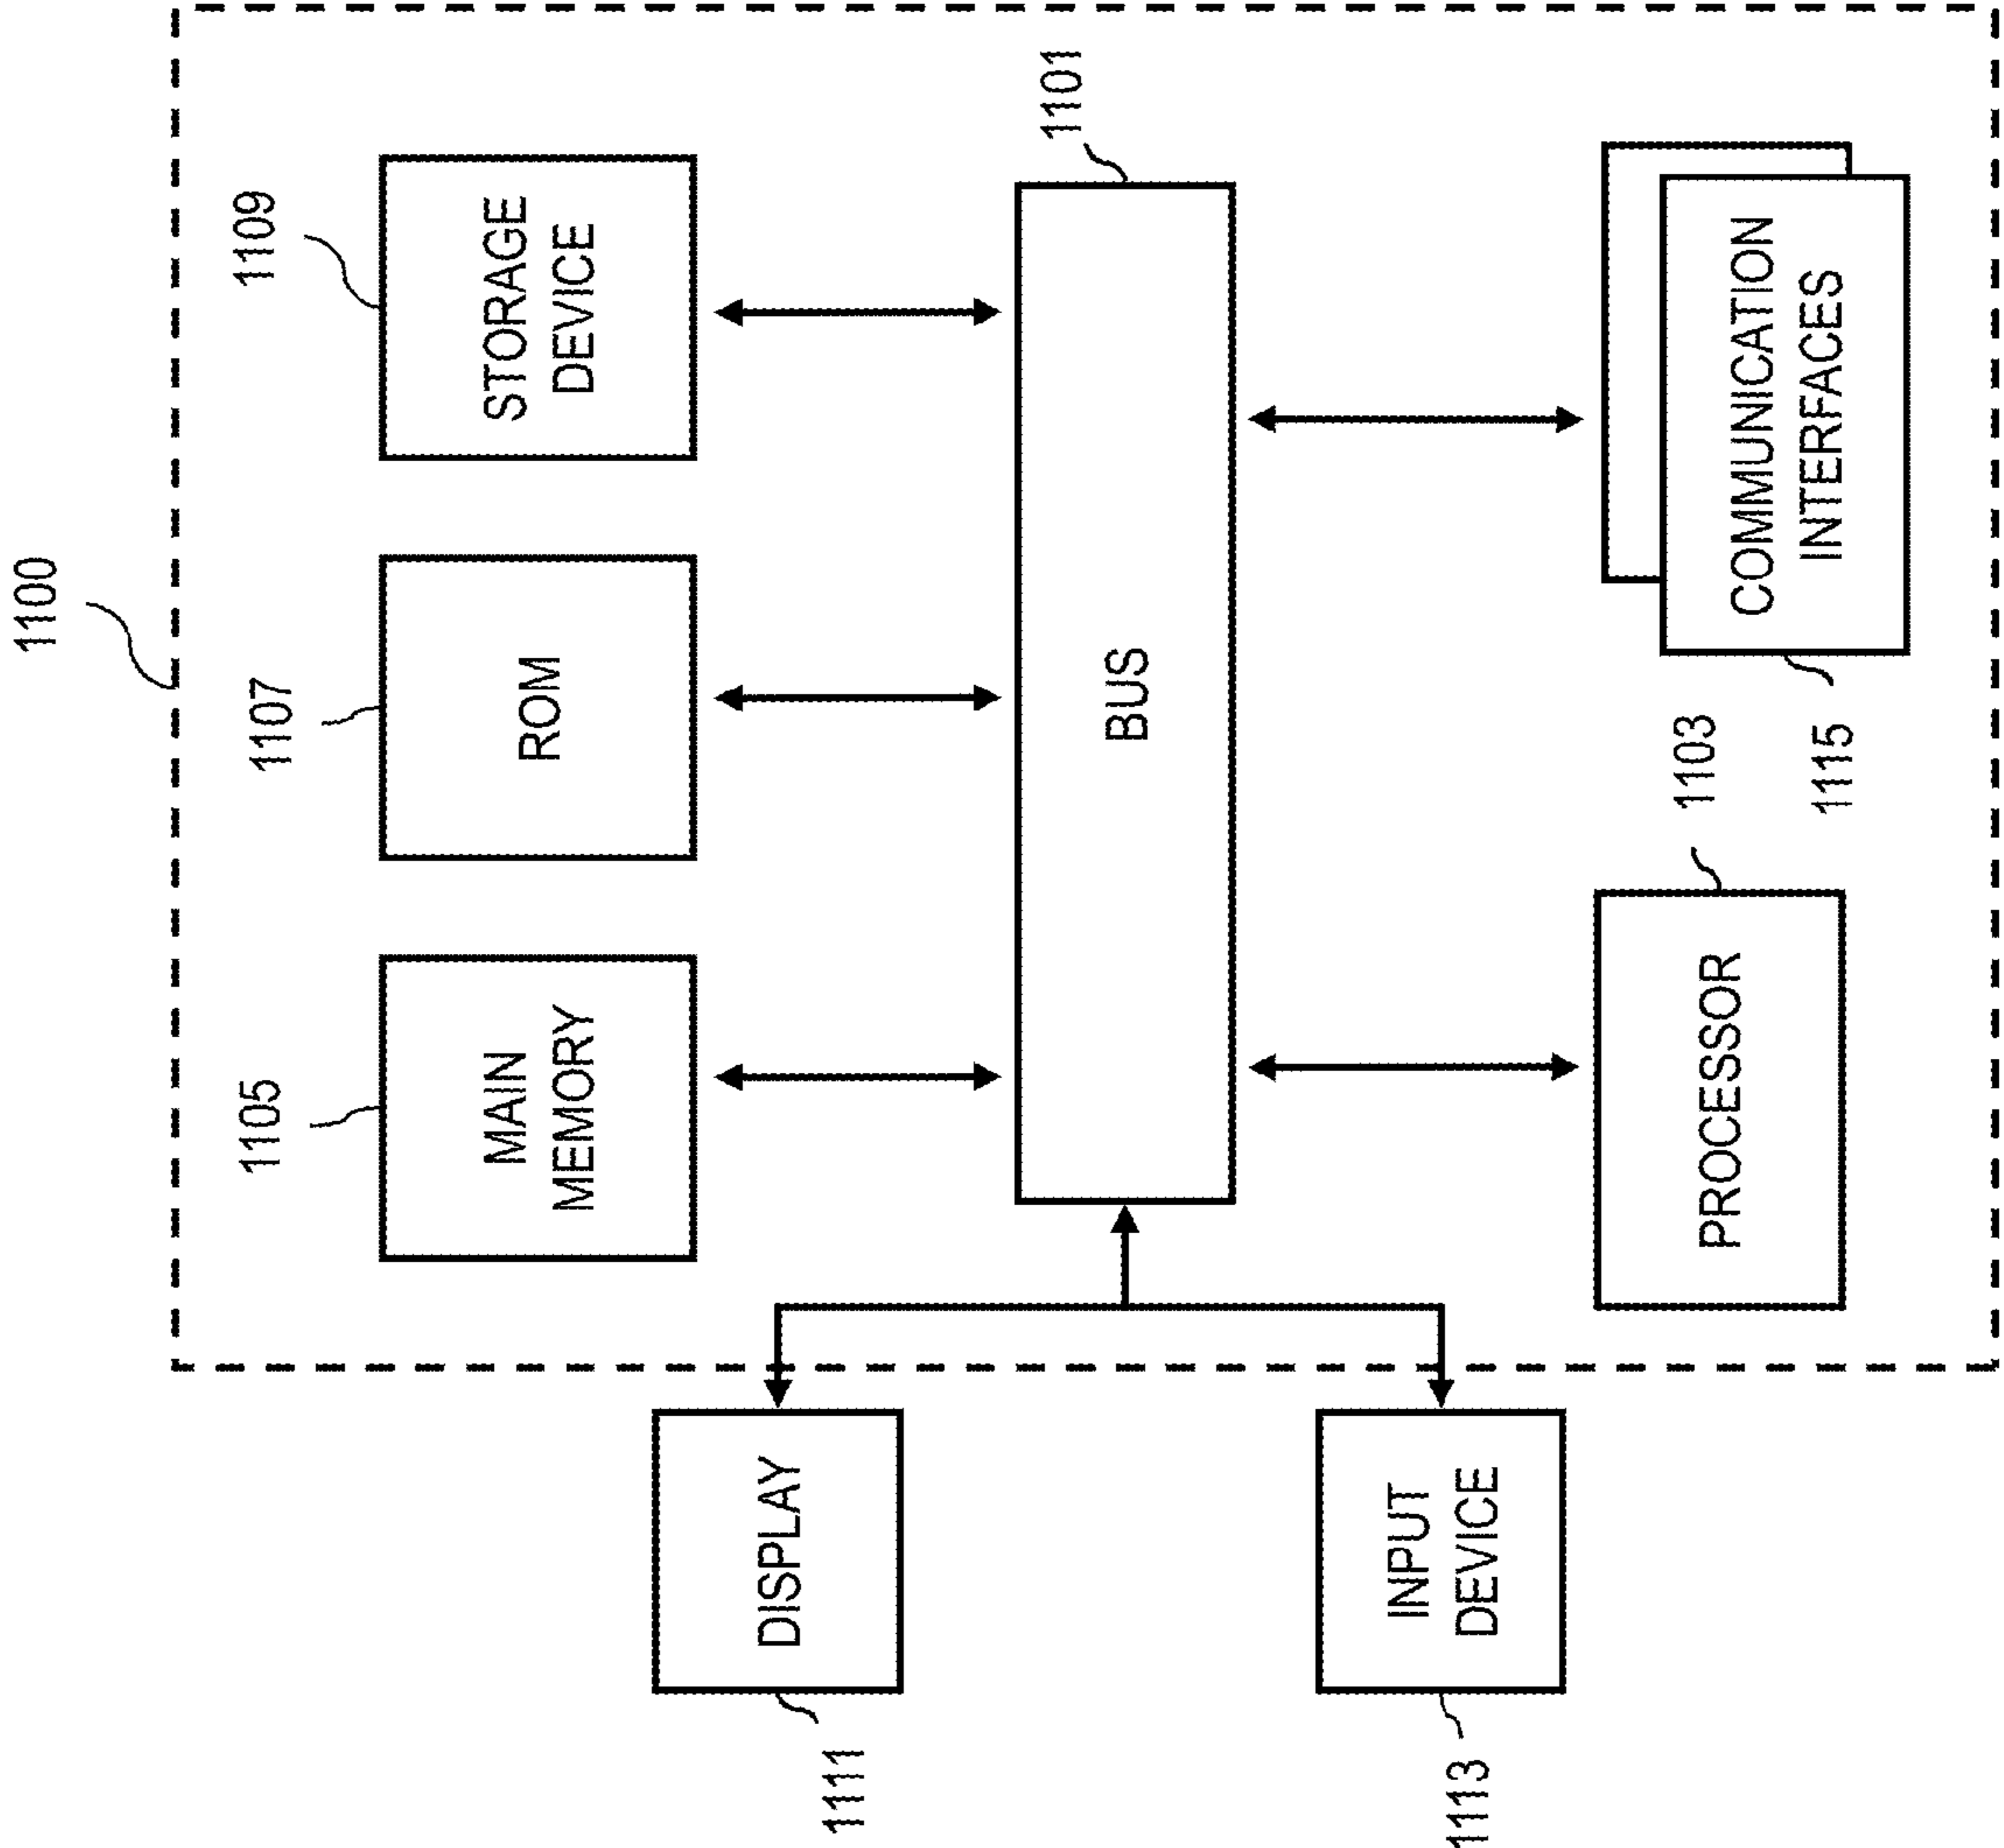 1100
1105
1107
1109
MAIN
MEMORY
ROM
STORAGE
DEVICE
1111
DISPLAY
BUS
1101
1113
INPUT
DEVICE
PROCESSOR
1103
COMMUNICATION
INTERFACES
1115